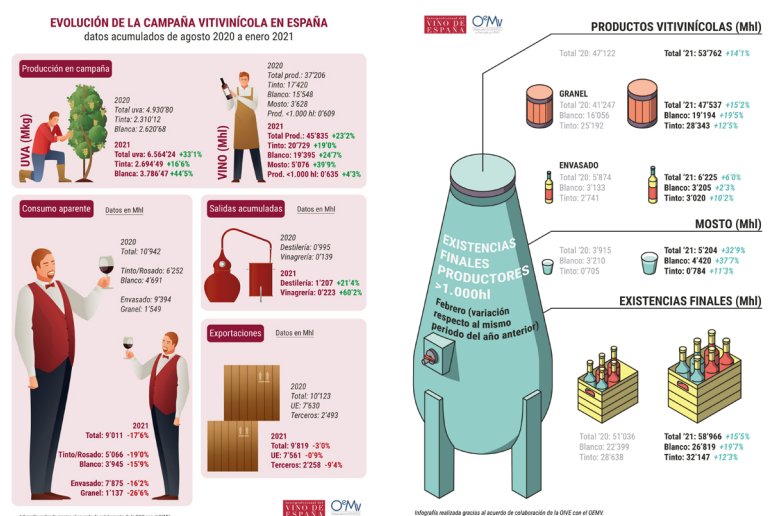 EVOLUCIÓN DE LA CAMPAÑA VITIVINÍCOLA EN ESPAÑA
datos acumulados de agosto 2020 a enero 2021
Producción en campaña
UVA (Mkg)
2020
Total uva: 4.930'80
Tinta: 2.310'12
Blanca: 2.620'68
2021
Total uva: 6.564'24 +33'1%
Tinta: 2.694'49 +16'6%
Blanca: 3.786'47 +44'5%
VINO (Mhl)
2020
Total prod.: 37'206
Tinto: 17'420
Blanco: 15'548
Mosto: 3'628
Prod. <1.000 hl: 0'609
2021
Total Prod.: 45'835 +23'2%
Tinto: 20'729 +19'0%
Blanco: 19'395 +24'7%
Mosto: 5'076 +39'9%
Prod. <1.000 hl: 0'635 +4'3%
Consumo aparente
Datos en Mhl
2020
Total: 10'942
Tinto/Rosado: 6'252
Blanco: 4'691
Envasado: 9'394
Granel: 1'549
2021
Total: 9'011 -17'6%
Tinto/Rosado: 5'066 -19'0%
Blanco: 3'945 -15'9%
Envasado: 7'875 -16'2%
Granel: 1'137 -26'6%
Salidas acumuladas
Datos en Mhl
2020
Destilería: 0'995
Vinagrería: 0'139
2021
Destilería: 1'207 +21'4%
Vinagrería: 0'223 +60'2%
Exportaciones
Datos en Mhl
2020
Total: 10'123
UE: 7'630
Terceros: 2'493
2021
Total: 9'819 -3'0%
UE: 7'561 -0'9%
Terceros: 2'258 -9'4%
VINO DE
ESPAÑA
OeMv
VINO DE
ESPAÑA
OeMv
PRODUCTOS VITIVINÍCOLAS (Mhl)
Total '20: 47'122
Total '21: 53'762 +14'1%
GRANEL
Total '20: 41'247
Blanco: 16'056
Tinto: 25'192
Total '21: 47'537 +15'2%
Blanco: 19'194 +19'5%
Tinto: 28'343 +12'5%
ENVASADO
Total '20: 5'874
Blanco: 3'133
Tinto: 2'741
Total '21: 6'225 +6'0%
Blanco: 3'205 +2'3%
Tinto: 3'020 +10'2%
MOSTO (Mhl)
Total '20: 3'915
Blanco: 3'210
Tinto: 0'705
Total '21: 5'204 +32'9%
Blanco: 4'420 +37'7%
Tinto: 0'784 +11'3%
EXISTENCIAS FINALES (Mhl)
Total '20: 51'036
Blanco: 22'399
Tinto: 28'638
Total '21: 58'966 +15'5%
Blanco: 26'819 +19'7%
Tinto: 32'147 +12'3%
EXISTENCIAS
FINALES
PRODUCTORES
>1.000hl
Febrero (variación
respecto al mismo
periodo del año anterior)
Infografía realizada gracias al acuerdo de colaboración de la OIVE con el OEMV.